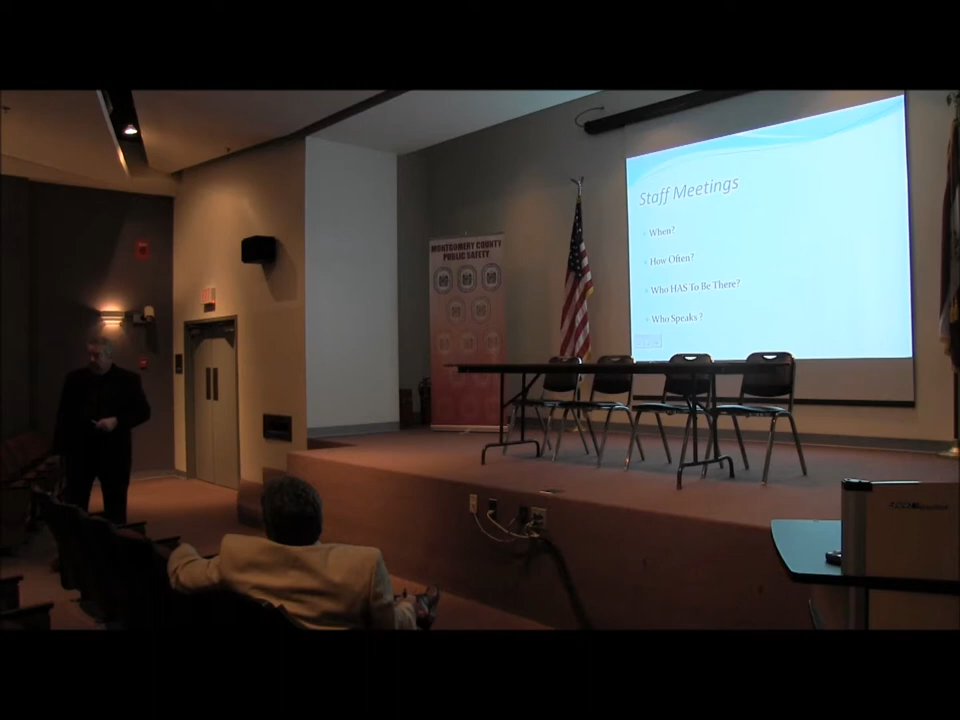 MONTGOMERY COUNTY
PUBLIC SAFETY
Staff Meetings
When?
How Often?
Who HAS To Be There?
Who Speaks ?